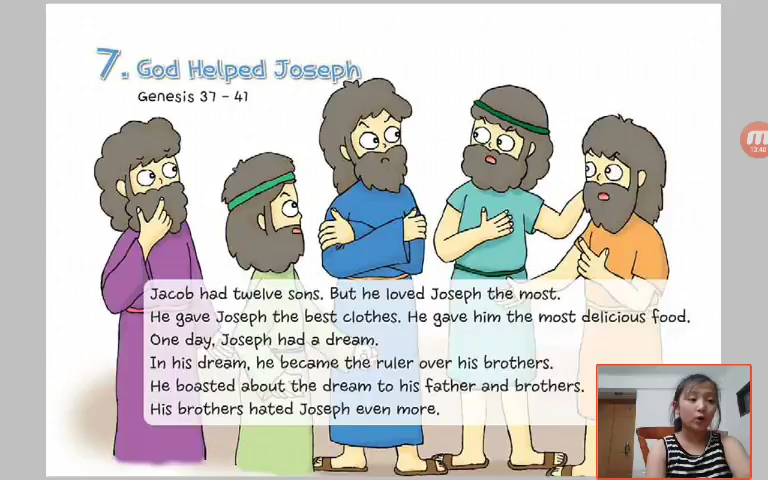 7. God Helped Joseph
Genesis 37 - 41
Jacob had twelve sons. But he loved Joseph the most.
He gave Joseph the best clothes. He gave him the most delicious food.
One day, Joseph had a dream.
In his dream, he became the ruler over his brothers.
He boasted about the dream to his father and brothers.
His brothers hated Joseph even more.
13:40